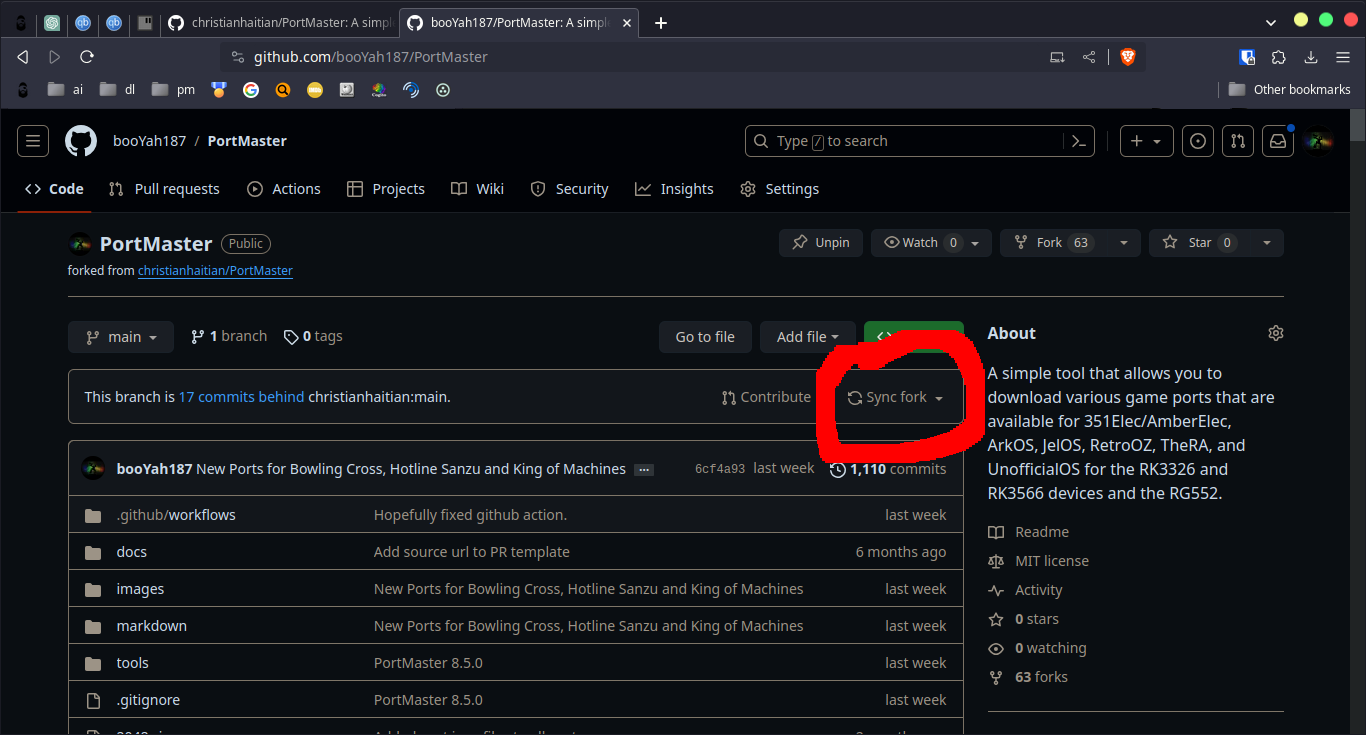 christianhaitian/PortMaster: A simpl
booYah187/PortMaster: A simpl
github.com/booYah187/PortMaster
ai dl pm Other bookmarks
booYah187 / PortMaster Type / to search
Code Pull requests Actions Projects Wiki Security Insights Settings
PortMaster Public Unpin Watch 0 Fork 63 Star 0
forked from christianhaitian/PortMaster
main 1 branch 0 tags Go to file Add file <>
About
This branch is 17 commits behind christianhaitian:main. Contribute Sync fork
A simple tool that allows you to
download various game ports that are
available for 351Elec/AmberElec,
ArkOS, JelOS, RetroOZ, TheRA, and
UnofficialOS for the RK3326 and
RK3566 devices and the RG552.
booYah187 New Ports for Bowling Cross, Hotline Sanzu and King of Machines ... 6cf4a93 last week 1,110 commits
.github/workflows Hopefully fixed github action. last week
docs Add source url to PR template 6 months ago
images New Ports for Bowling Cross, Hotline Sanzu and King of Machines last week
markdown New Ports for Bowling Cross, Hotline Sanzu and King of Machines last week
tools PortMaster 8.5.0 last week
.gitignore PortMaster 8.5.0 last week
Readme
MIT license
Activity
0 stars
0 watching
63 forks